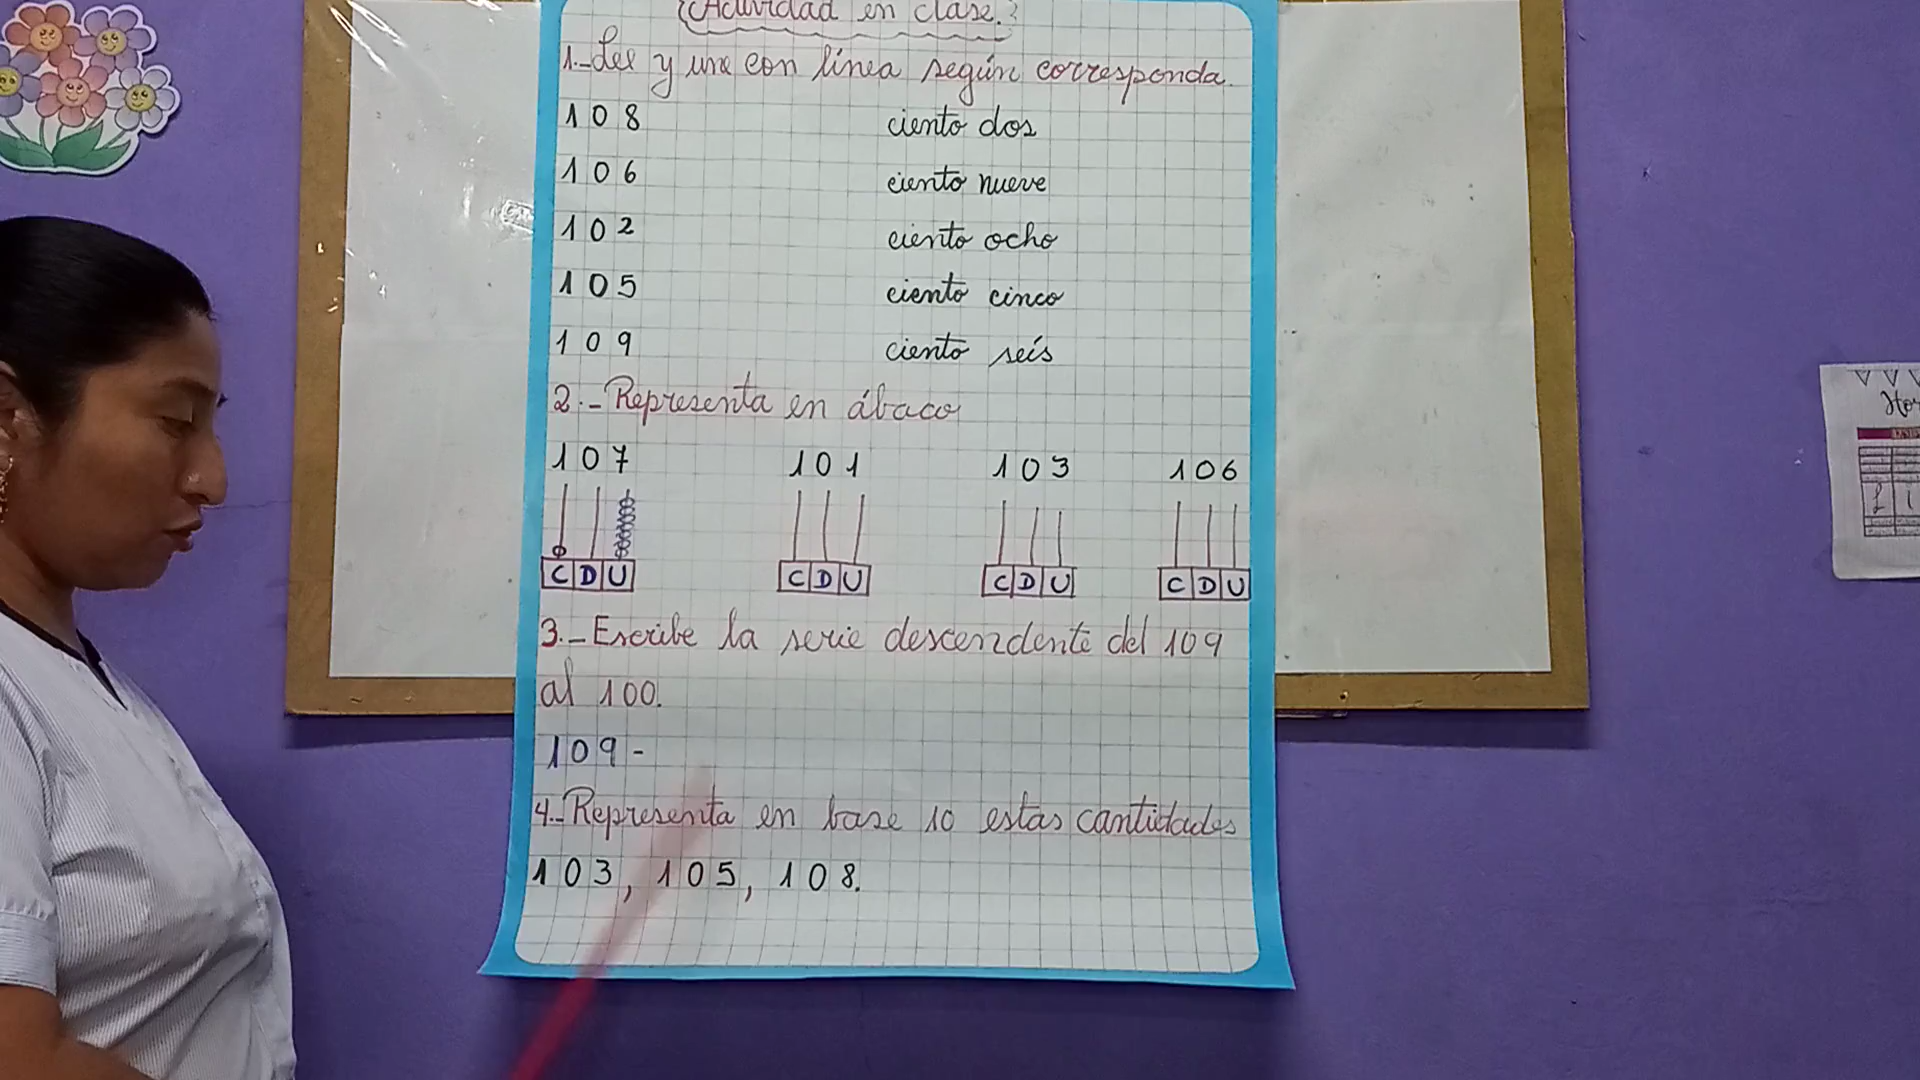 Actividad en clase.
1.-Lee y une con línea según corresponda.
108 ciento dos
106 ciento nueve
102 ciento ocho
105 ciento cinco
109 ciento seís
2.-Representa en ábaco
107 101 103 106
C D U C D U C D U C D U
3.-Escribe la serie descendente del 109
al 100.
109-
4.-Representa en base 10 estas cantidades
103, 105, 108.